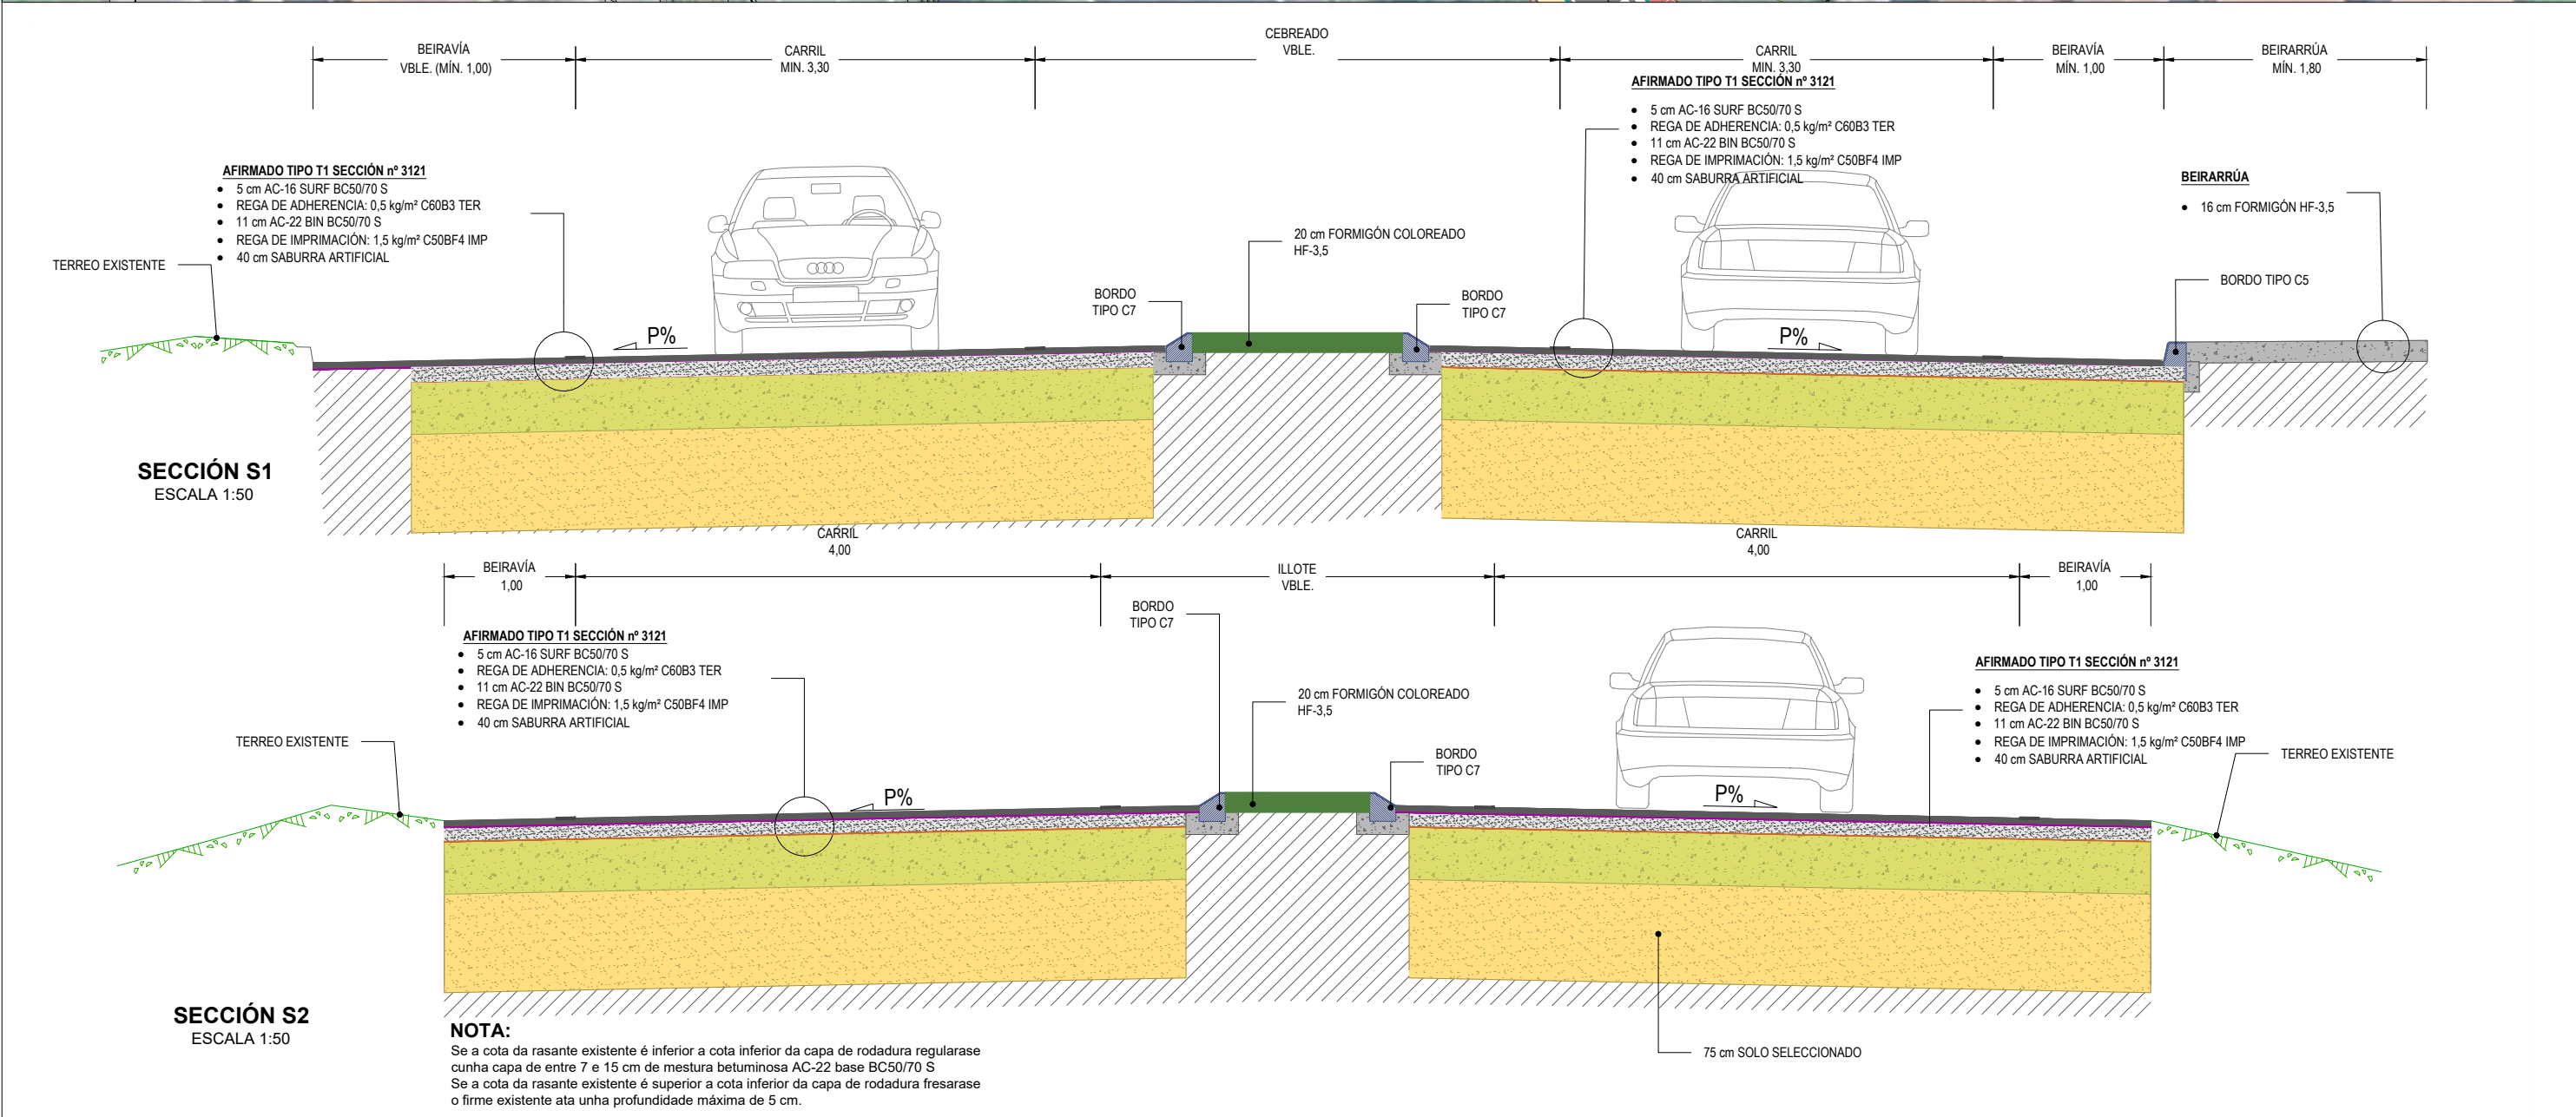 BEIRAVÍA
VBLE. (MÍN. 1,00)
CARRIL
MIN. 3,30
CEBREADO
VBLE.
CARRIL
MIN. 3,30
BEIRAVÍA
MÍN. 1,00
BEIRARRÚA
MÍN. 1,80
AFIRMADO TIPO T1 SECCIÓN nº 3121
• 5 cm AC-16 SURF BC50/70 S
• REGA DE ADHERENCIA: 0,5 kg/m² C60B3 TER
• 11 cm AC-22 BIN BC50/70 S
• REGA DE IMPRIMACIÓN: 1,5 kg/m² C50BF4 IMP
• 40 cm SABURRA ARTIFICIAL
TERREO EXISTENTE
P%
BORDO
TIPO C7
20 cm FORMIGÓN COLOREADO
HF-3,5
BORDO
TIPO C7
AFIRMADO TIPO T1 SECCIÓN nº 3121
• 5 cm AC-16 SURF BC50/70 S
• REGA DE ADHERENCIA: 0,5 kg/m² C60B3 TER
• 11 cm AC-22 BIN BC50/70 S
• REGA DE IMPRIMACIÓN: 1,5 kg/m² C50BF4 IMP
• 40 cm SABURRA ARTIFICIAL
P%
BEIRARRÚA
• 16 cm FORMIGÓN HF-3,5
BORDO TIPO C5
SECCIÓN S1
ESCALA 1:50
BEIRAVÍA
1,00
CARRIL
4,00
ILLOTE
VBLE.
CARRIL
4,00
BEIRAVÍA
1,00
AFIRMADO TIPO T1 SECCIÓN nº 3121
• 5 cm AC-16 SURF BC50/70 S
• REGA DE ADHERENCIA: 0,5 kg/m² C60B3 TER
• 11 cm AC-22 BIN BC50/70 S
• REGA DE IMPRIMACIÓN: 1,5 kg/m² C50BF4 IMP
• 40 cm SABURRA ARTIFICIAL
TERREO EXISTENTE
P%
BORDO
TIPO C7
20 cm FORMIGÓN COLOREADO
HF-3,5
BORDO
TIPO C7
P%
AFIRMADO TIPO T1 SECCIÓN nº 3121
• 5 cm AC-16 SURF BC50/70 S
• REGA DE ADHERENCIA: 0,5 kg/m² C60B3 TER
• 11 cm AC-22 BIN BC50/70 S
• REGA DE IMPRIMACIÓN: 1,5 kg/m² C50BF4 IMP
• 40 cm SABURRA ARTIFICIAL
TERREO EXISTENTE
75 cm SOLO SELECCIONADO
SECCIÓN S2
ESCALA 1:50
NOTA:
Se a cota da rasante existente é inferior a cota inferior da capa de rodadura regularase
cunha capa de entre 7 e 15 cm de mestura betuminosa AC-22 base BC50/70 S
Se a cota da rasante existente é superior a cota inferior da capa de rodadura fresarase
o firme existente ata unha profundidade máxima de 5 cm.